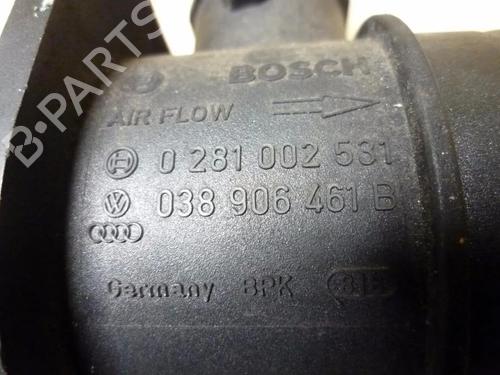 BOSCH
AIR FLOW
0 281 002 531
038 906 461 B
Germany BPK
B-Parts